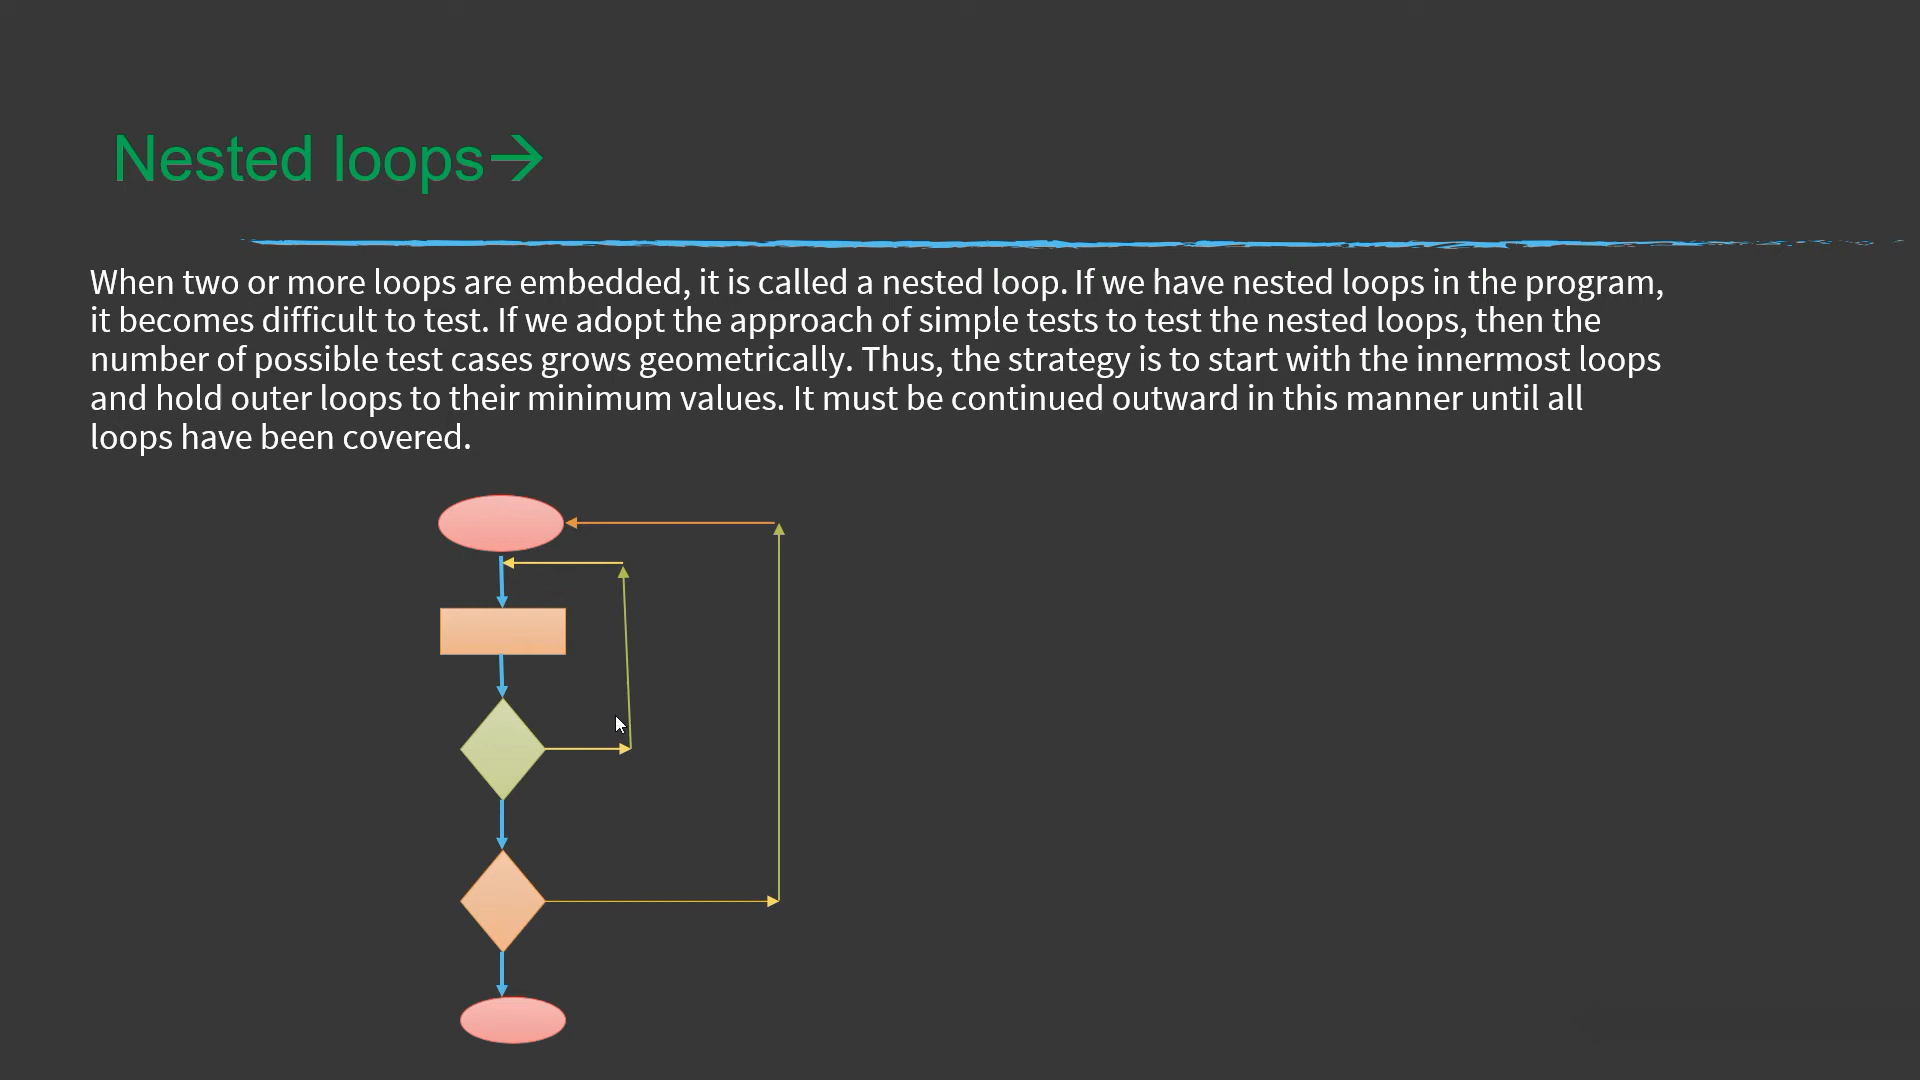 Nested loops→
When two or more loops are embedded, it is called a nested loop. If we have nested loops in the program,
it becomes difficult to test. If we adopt the approach of simple tests to test the nested loops, then the
number of possible test cases grows geometrically. Thus, the strategy is to start with the innermost loops
and hold outer loops to their minimum values. It must be continued outward in this manner until all
loops have been covered.